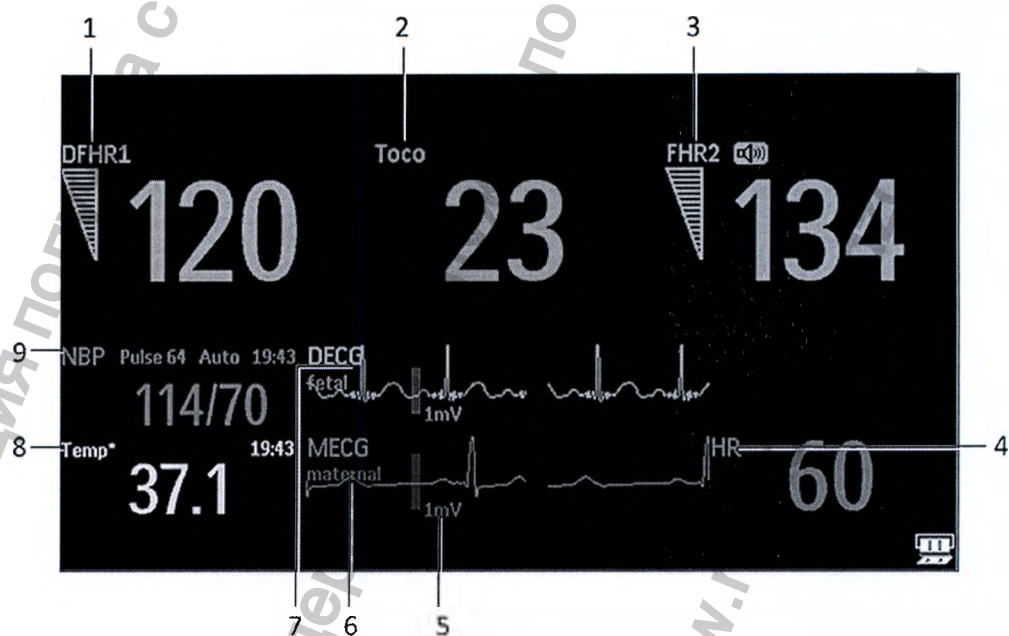 1 2 3
DFHR1 Toco FHR2
120 23 134
9 NBP Pulse 64 Auto 19:43 DECG
fetal
114/70 1mV
8 Temp* 19:43 MECG HR 4
maternal
37.1 1mV 60
7 6 5